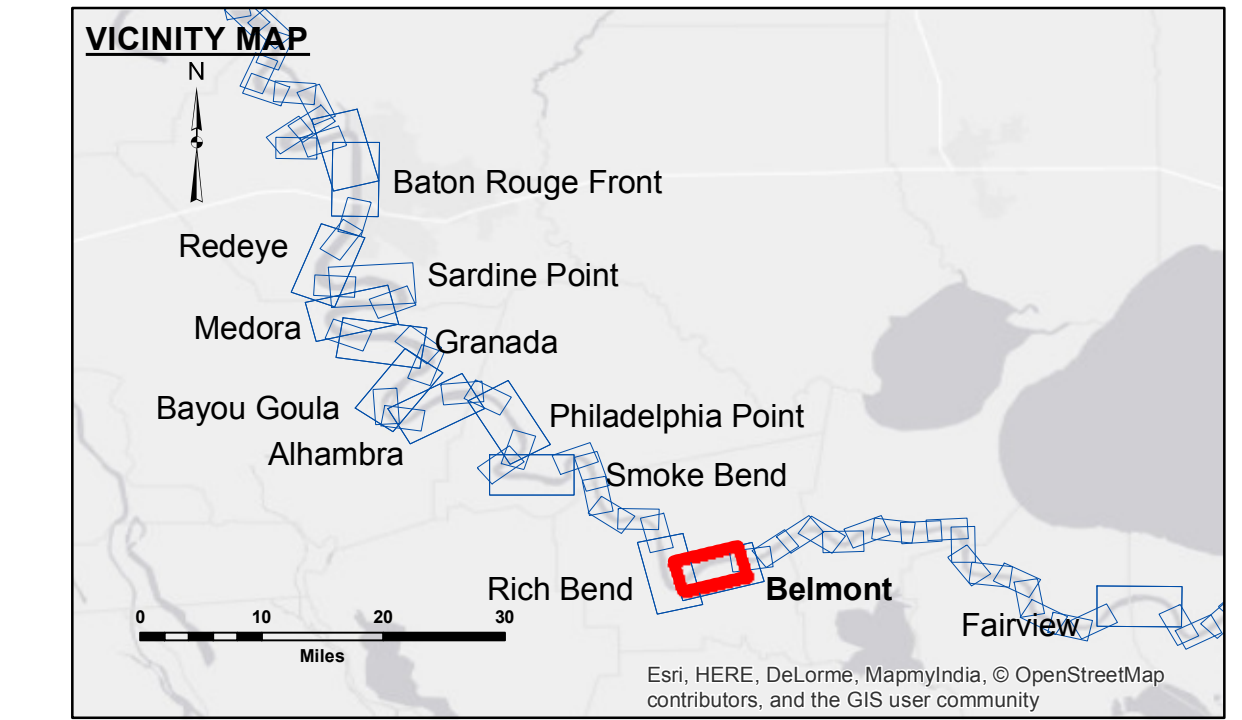 VICINITY MAP
N
Baton Rouge Front
Redeye
Sardine Point
Medora
Granada
Bayou Goula
Philadelphia Point
Alhambra
Smoke Bend
Rich Bend
Belmont
0 10 20 30
Miles
Fairview
Esri, HERE, DeLorme, MapmyIndia, © OpenStreetMap
contributors, and the GIS user community